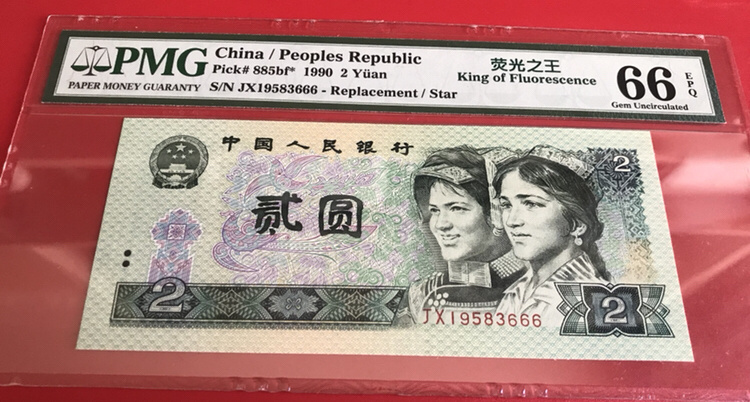 PMG
PAPER MONEY GUARANTY
China / Peoples Republic
Pick# 885bf* 1990 2 Yüan
S/N JX19583666 - Replacement / Star
荧光之王
King of Fluorescence
66 EPQ
Gem Uncirculated
中国人民银行
2
贰圆
2
JX19583666
2